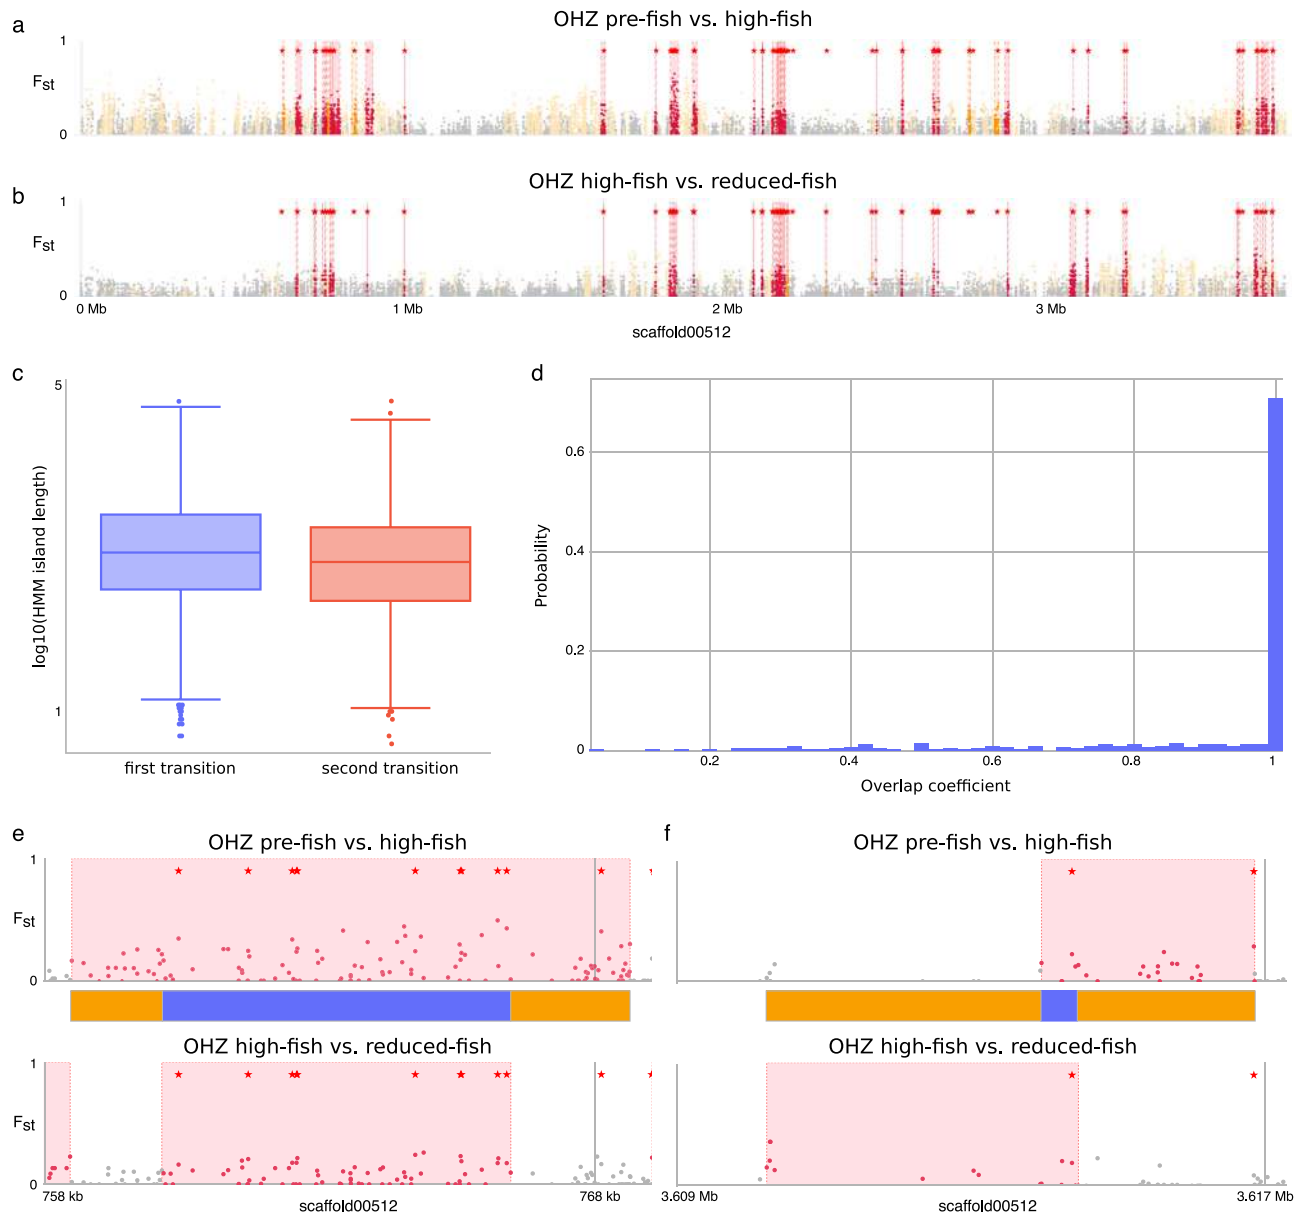 a
OHZ pre-fish vs. high-fish
1
Fst
0
b
OHZ high-fish vs. reduced-fish
1
Fst
0
0 Mb 1 Mb 2 Mb 3 Mb
scaffold00512
c
5
log10(HMM island length)
1
first transition second transition
d
Probability
0.6
0.4
0.2
0
0.2 0.4 0.6 0.8 1
Overlap coefficient
e
OHZ pre-fish vs. high-fish
1
Fst
0
OHZ high-fish vs. reduced-fish
1
Fst
0
758 kb 768 kb
scaffold00512
f
OHZ pre-fish vs. high-fish
OHZ high-fish vs. reduced-fish
3.609 Mb 3.617 Mb
scaffold00512